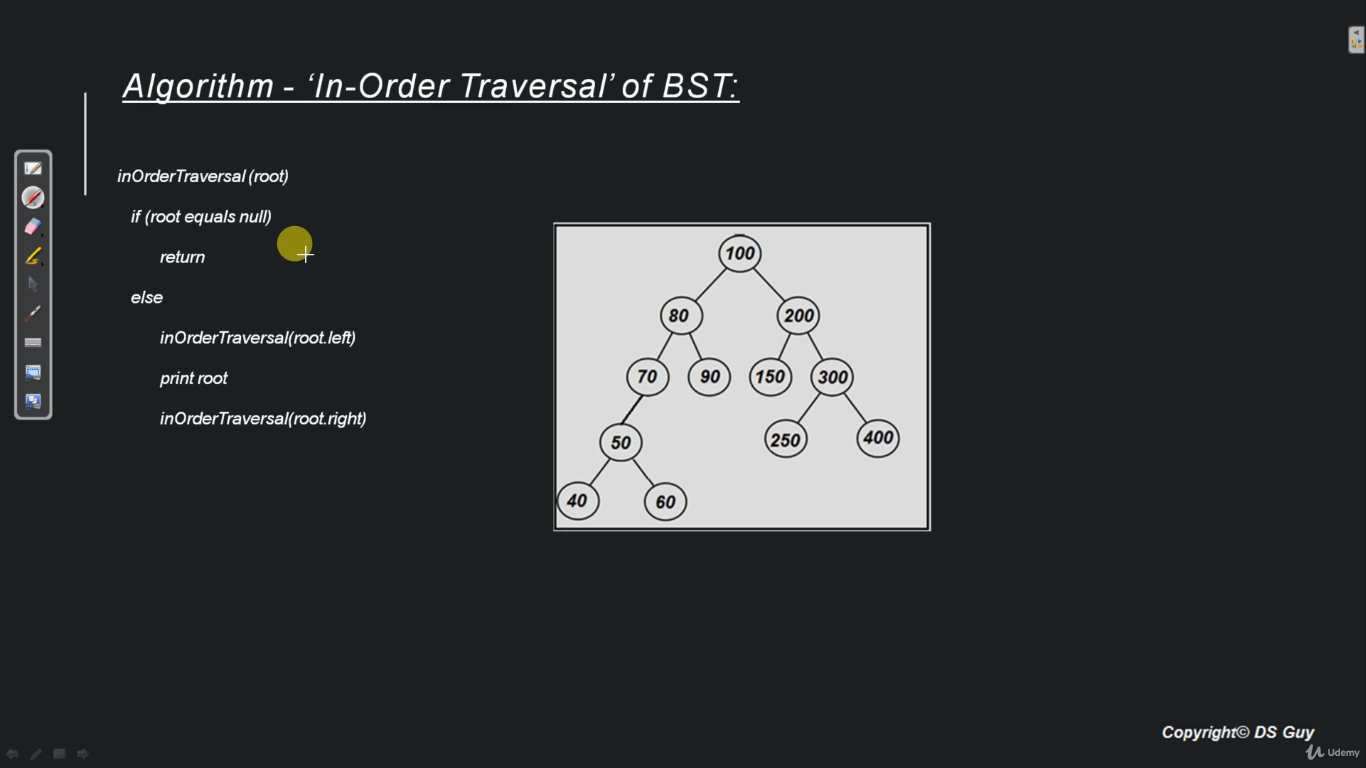 Algorithm - ‘In-Order Traversal’ of BST:
inOrderTraversal (root)
if (root equals null)
return
else
inOrderTraversal(root.left)
print root
inOrderTraversal(root.right)
100
80 200
70 90 150 300
50 250 400
40 60
Copyright© DS Guy
Udemy